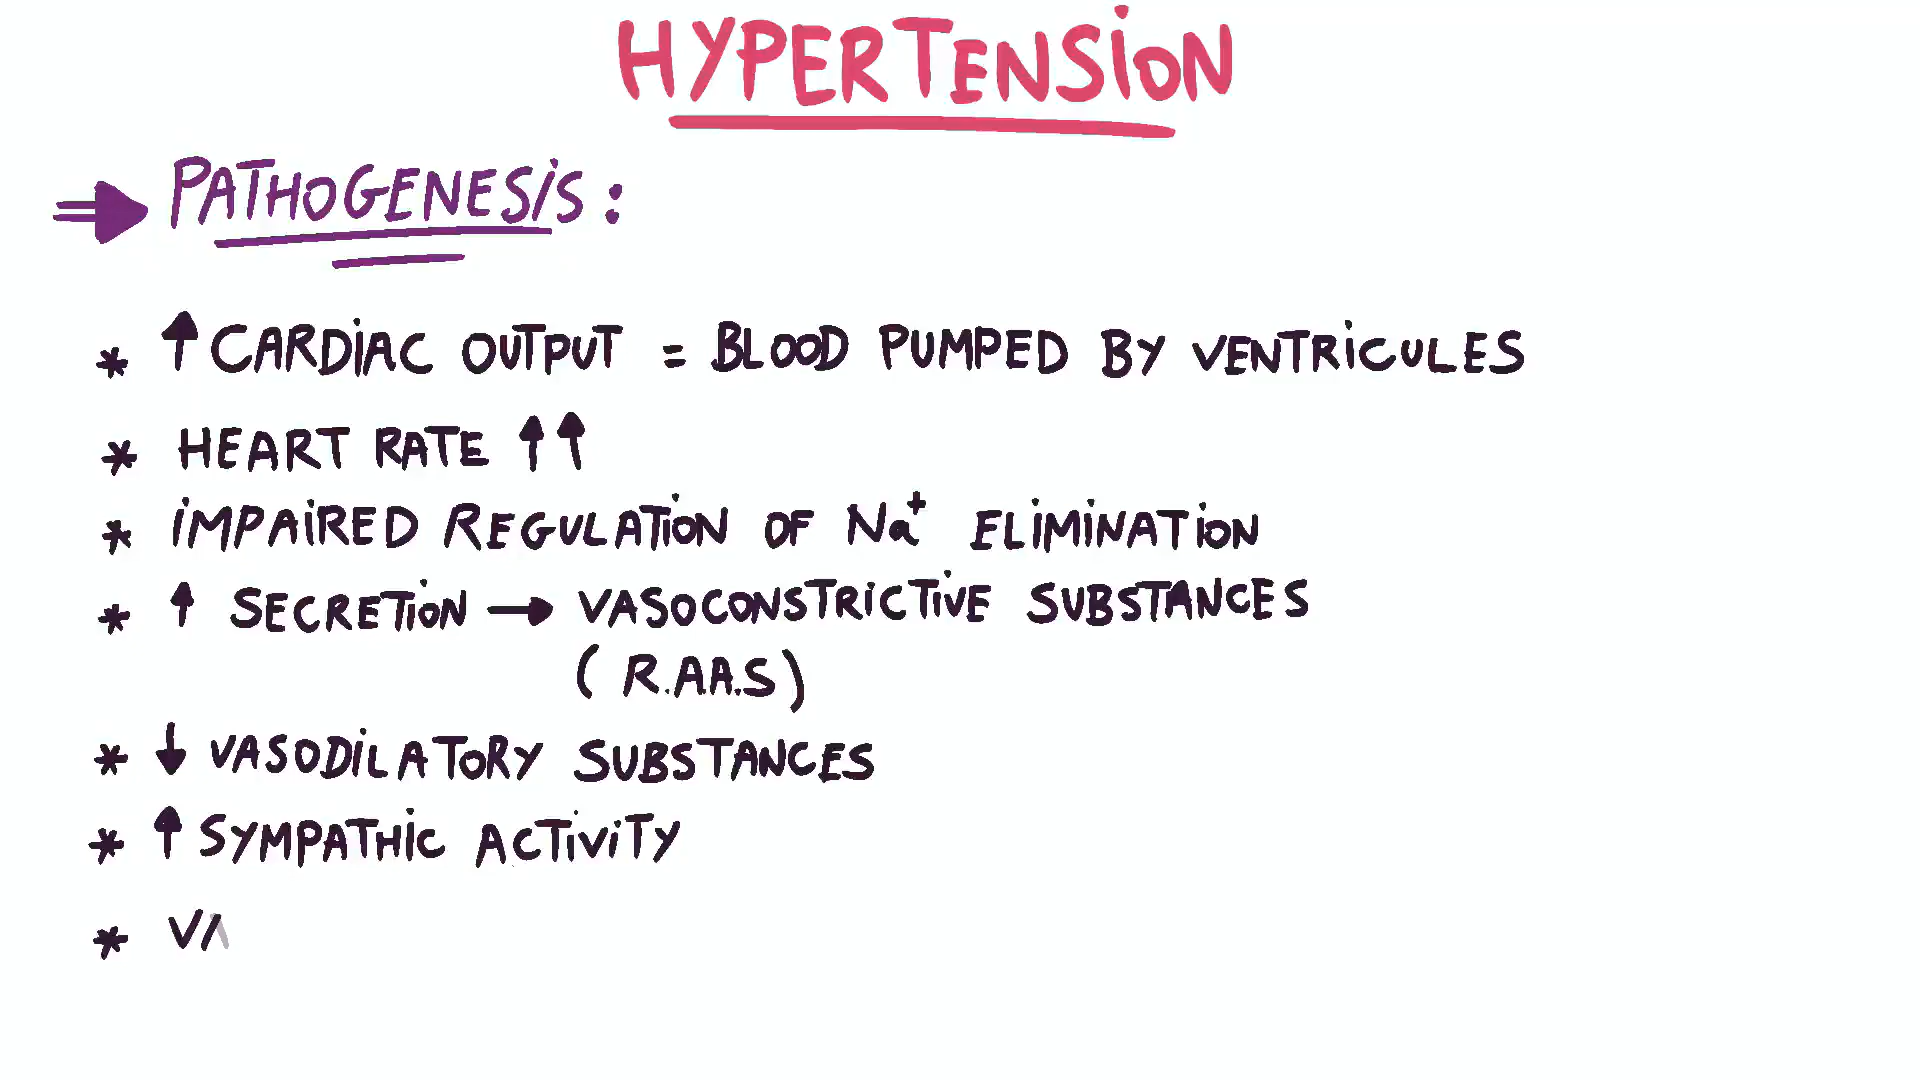 HYPERTENSION
⇒ PATHOGENESIS:
* ↑ CARDIAC OUTPUT = BLOOD PUMPED BY VENTRICULES
* HEART RATE ↑↑
* IMPAIRED REGULATION OF Na⁺ ELIMINATION
* ↑ SECRETION → VASOCONSTRICTIVE SUBSTANCES
(R.A.A.S)
* ↓ VASODILATORY SUBSTANCES
* ↑ SYMPATHIC ACTIVITY
* VA